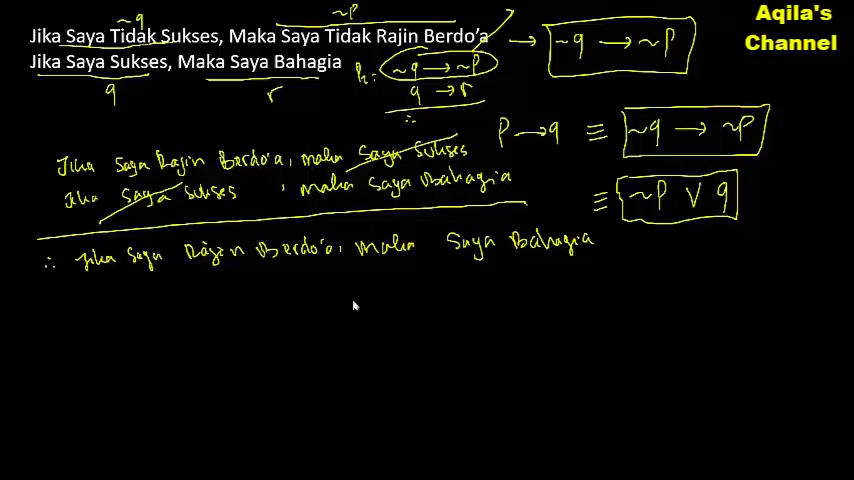 Aqila's
Channel
~q ~p
Jika Saya Tidak Sukses, Maka Saya Tidak Rajin Berdo'a → ~q → ~p
Jika Saya Sukses, Maka Saya Bahagia
q r
~q → ~p
q → r
∴
p → q ≡ ~q → ~p
≡ ~p ∨ q
Jika Saya Rajin Berdo'a, maka Saya Sukses
Jika Saya Sukses , maka Saya Bahagia
∴ Jika Saya Rajin Berdo'a, maka Saya Bahagia